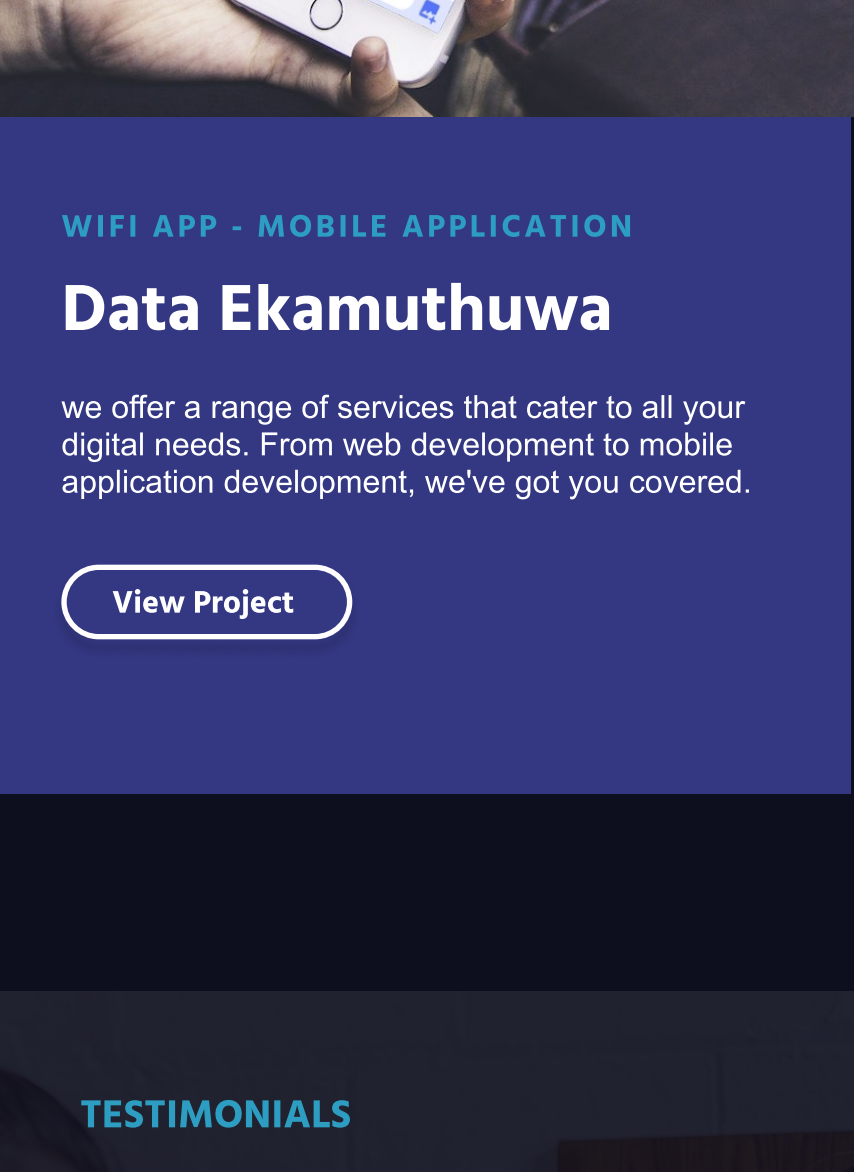 WIFI APP - MOBILE APPLICATION
Data Ekamuthuwa
we offer a range of services that cater to all your
digital needs. From web development to mobile
application development, we've got you covered.
View Project
TESTIMONIALS